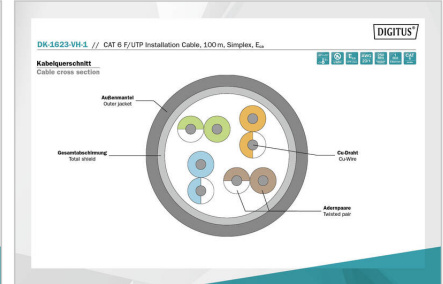 DIGITUS®
DK-1623-VH-1 // CAT 6 F/UTP Installation Cable, 100 m, Simplex, Eca
Kabelquerschnitt
Cable cross section
Außenmantel
Outer jacket
Gesamtabschirmung
Total shield
Cu-Draht
Cu-Wire
Adernpaare
Twisted pair